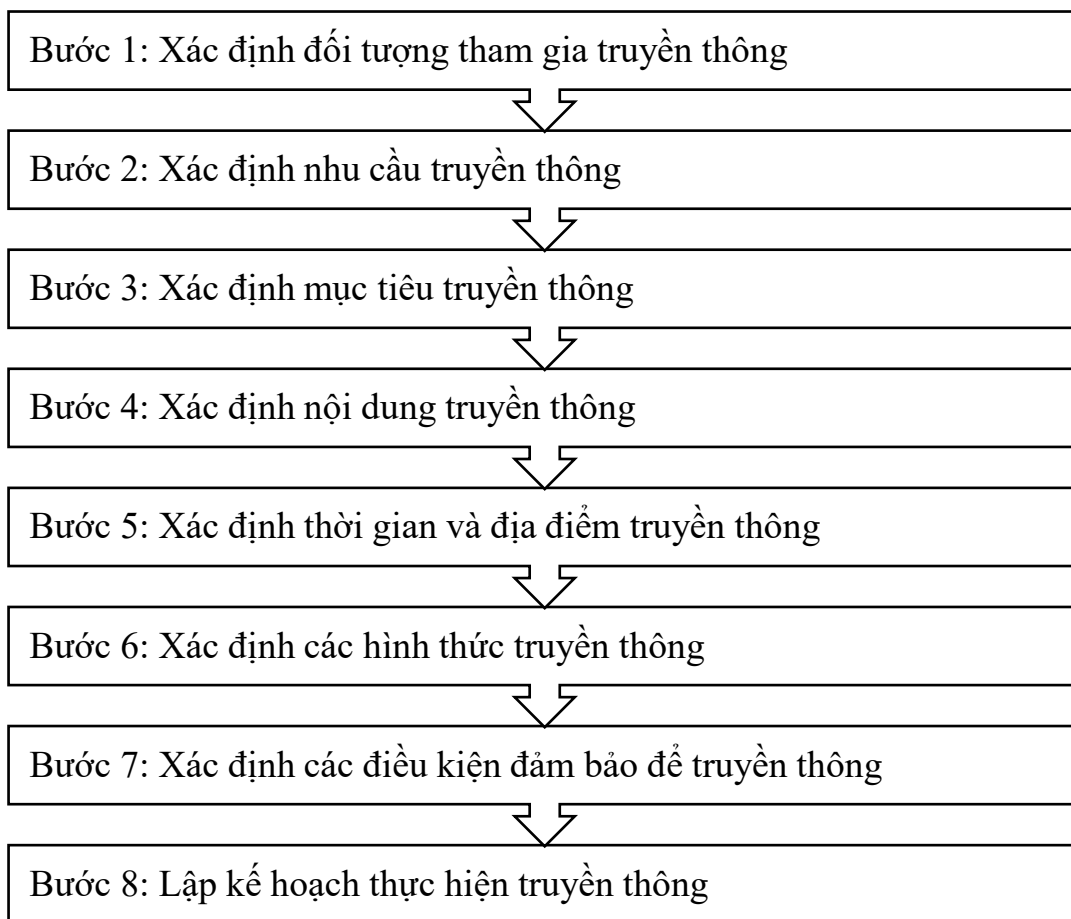 Bước 1: Xác định đối tượng tham gia truyền thông
Bước 2: Xác định nhu cầu truyền thông
Bước 3: Xác định mục tiêu truyền thông
Bước 4: Xác định nội dung truyền thông
Bước 5: Xác định thời gian và địa điểm truyền thông
Bước 6: Xác định các hình thức truyền thông
Bước 7: Xác định các điều kiện đảm bảo để truyền thông
Bước 8: Lập kế hoạch thực hiện truyền thông